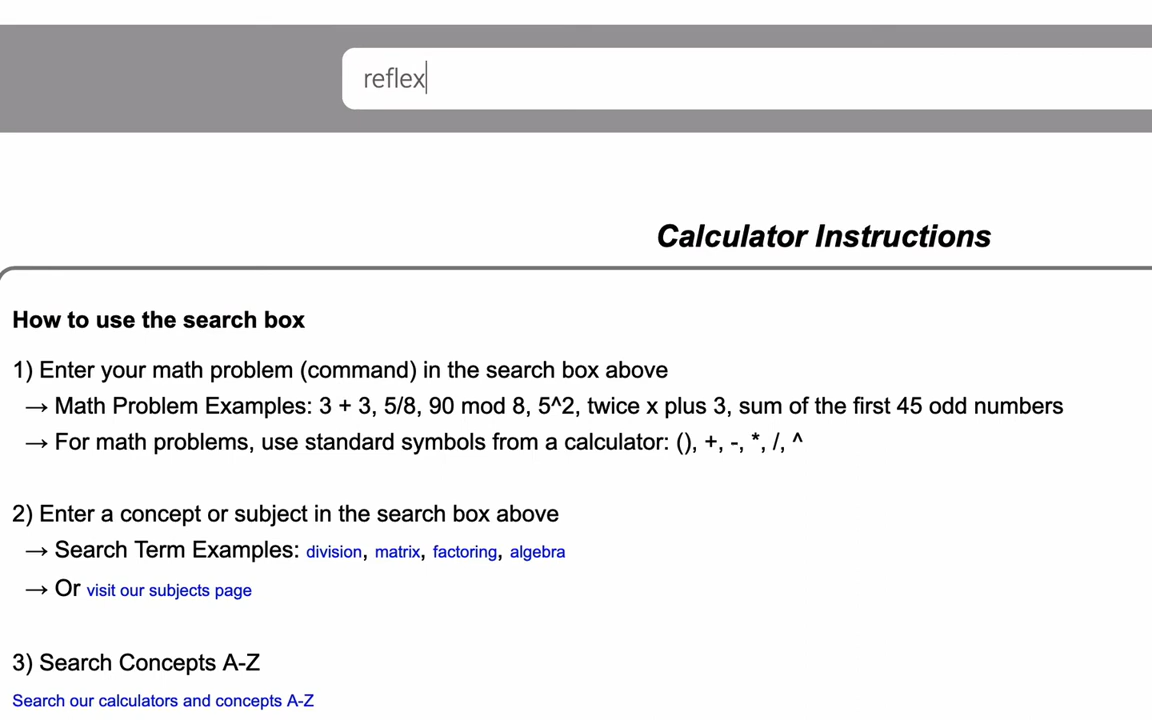 reflex
Calculator Instructions
How to use the search box
1) Enter your math problem (command) in the search box above
→ Math Problem Examples: 3 + 3, 5/8, 90 mod 8, 5^2, twice x plus 3, sum of the first 45 odd numbers
→ For math problems, use standard symbols from a calculator: (), +, -, *, /, ^
2) Enter a concept or subject in the search box above
→ Search Term Examples: division, matrix, factoring, algebra
→ Or visit our subjects page
3) Search Concepts A-Z
Search our calculators and concepts A-Z